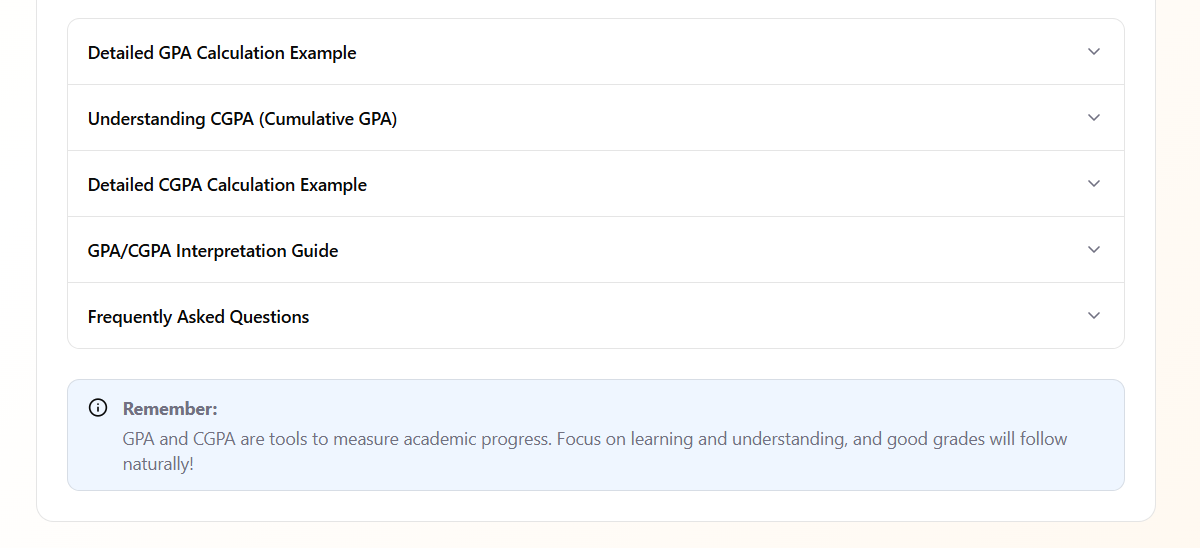 Detailed GPA Calculation Example
Understanding CGPA (Cumulative GPA)
Detailed CGPA Calculation Example
GPA/CGPA Interpretation Guide
Frequently Asked Questions
Remember:
GPA and CGPA are tools to measure academic progress. Focus on learning and understanding, and good grades will follow
naturally!